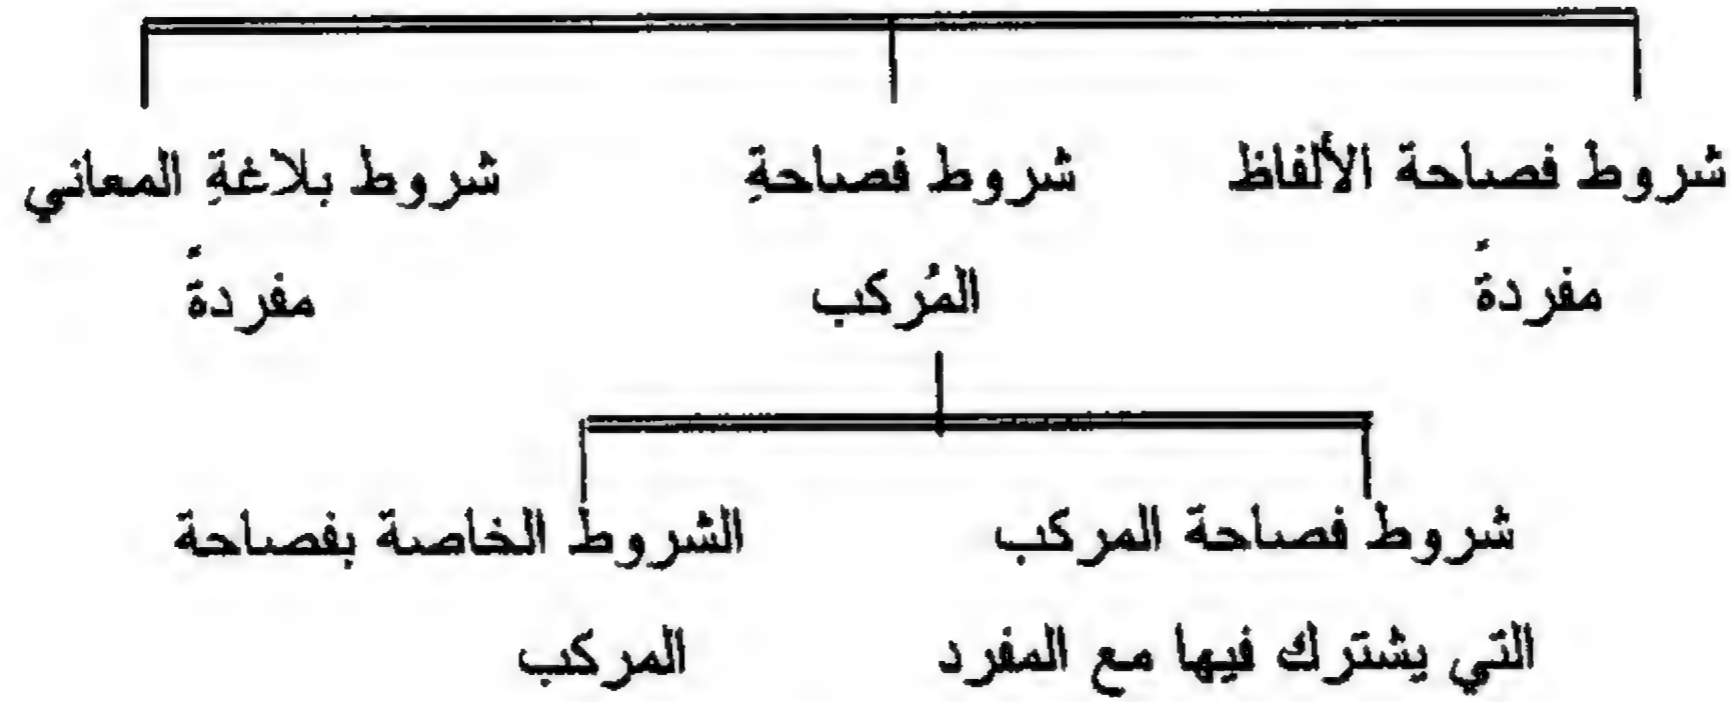 شروط فصاحة الألفاظ
مفردةً
شروط فصاحةِ
المُركب
شروط بلاغةِ المعاني
مفردةً
شروط فصاحة المركب
التي يشترك فيها مع المفرد
الشروط الخاصة بفصاحة
المركب